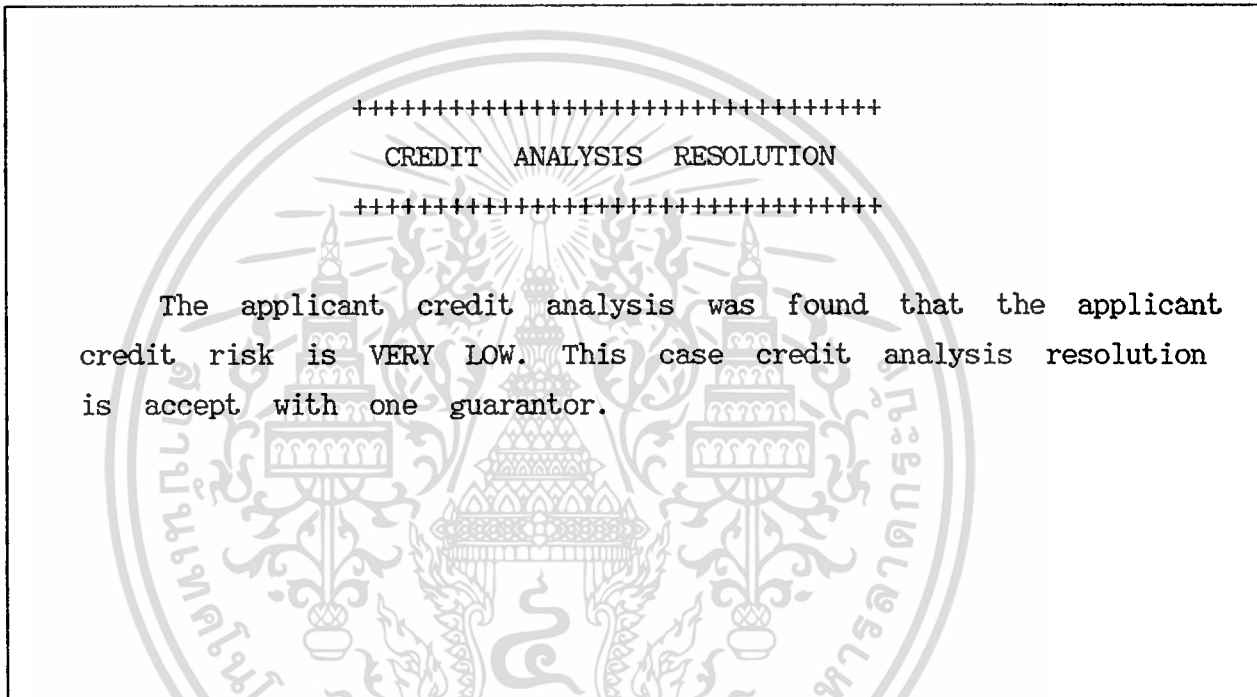 ++++++++++++++++++++++++++++++++
CREDIT ANALYSIS RESOLUTION
++++++++++++++++++++++++++++++++
The applicant credit analysis was found that the applicant
credit risk is VERY LOW. This case credit analysis resolution
is accept with one guarantor.